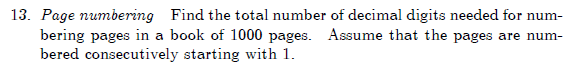 13. Page numbering Find the total number of decimal digits needed for num-
bering pages in a book of 1000 pages. Assume that the pages are num-
bered consecutively starting with 1.